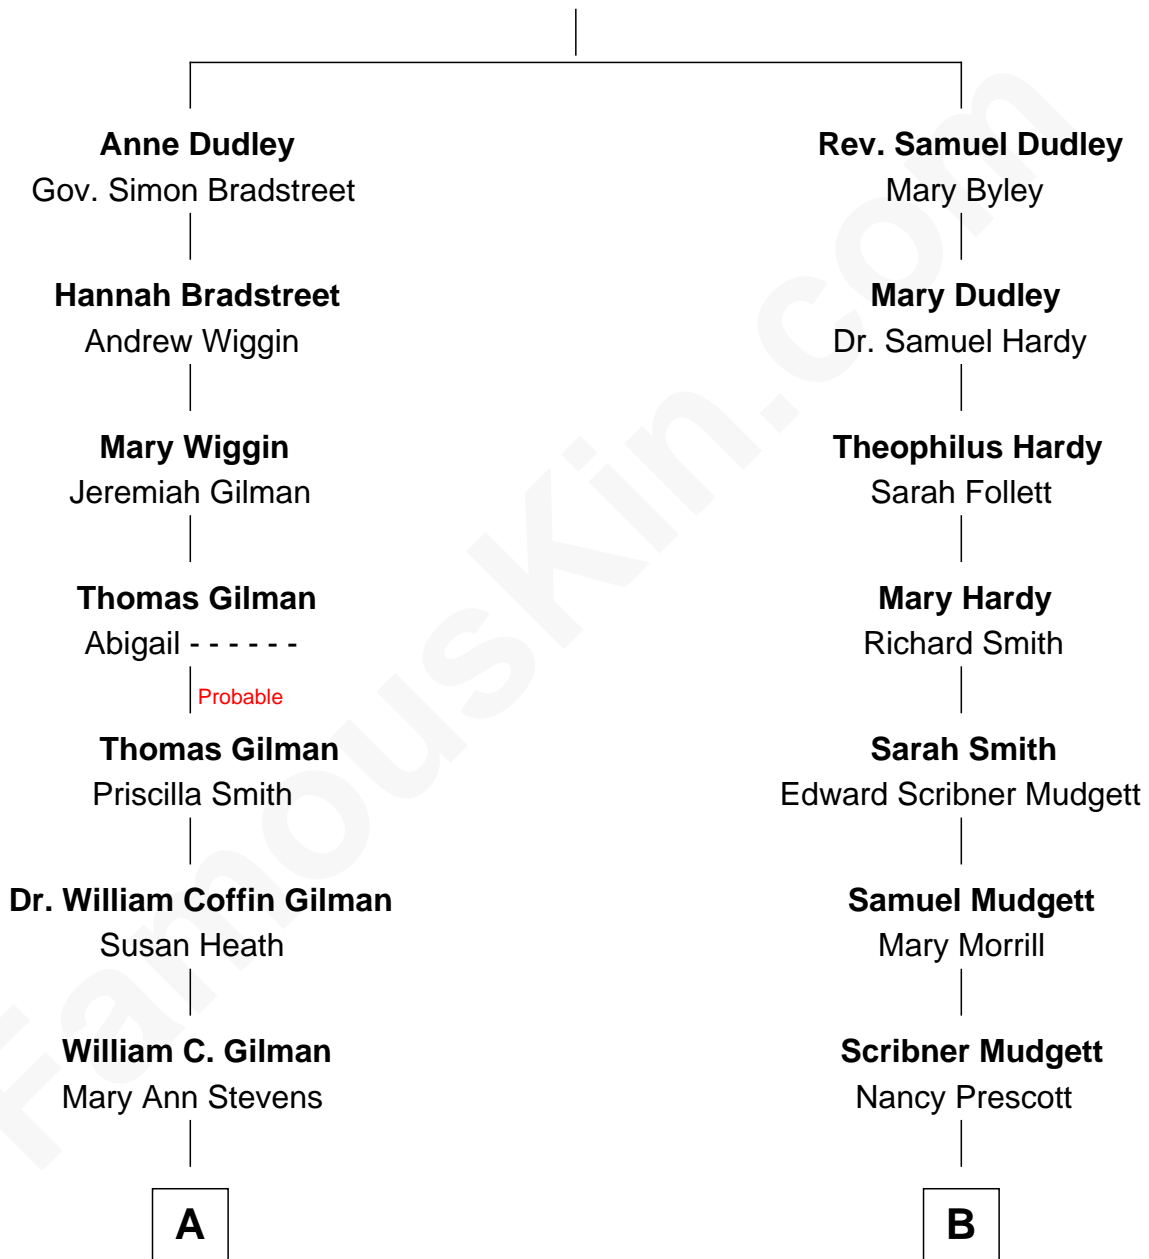 Anne Dudley
Gov. Simon Bradstreet
Hannah Bradstreet
Andrew Wiggin
Mary Wiggin
Jeremiah Gilman
Thomas Gilman
Abigail - - - - - -
Probable
Thomas Gilman
Priscilla Smith
Dr. William Coffin Gilman
Susan Heath
William C. Gilman
Mary Ann Stevens
A
Rev. Samuel Dudley
Mary Byley
Mary Dudley
Dr. Samuel Hardy
Theophilus Hardy
Sarah Follett
Mary Hardy
Richard Smith
Sarah Smith
Edward Scribner Mudgett
Samuel Mudgett
Mary Morrill
Scribner Mudgett
Nancy Prescott
B
FamousKin.com